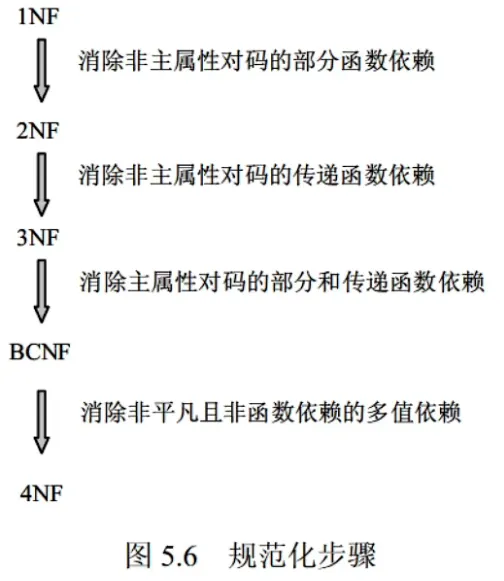 1NF
消除非主属性对码的部分函数依赖
2NF
消除非主属性对码的传递函数依赖
3NF
消除主属性对码的部分和传递函数依赖
BCNF
消除非平凡且非函数依赖的多值依赖
4NF
图 5.6 规范化步骤